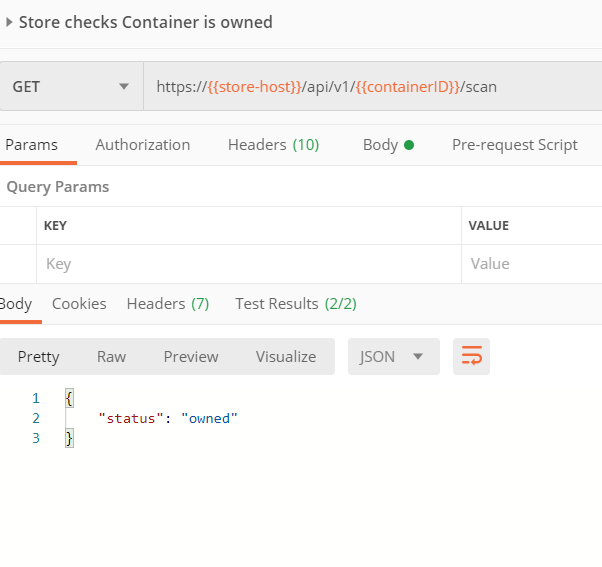 Store checks Container is owned
GET https://{{store-host}}/api/v1/{{containerID}}/scan
Params Authorization Headers (10) Body Pre-request Script
Query Params
KEY VALUE
Key Value
Body Cookies Headers (7) Test Results (2/2)
Pretty Raw Preview Visualize JSON
1 {
2 "status": "owned"
3 }